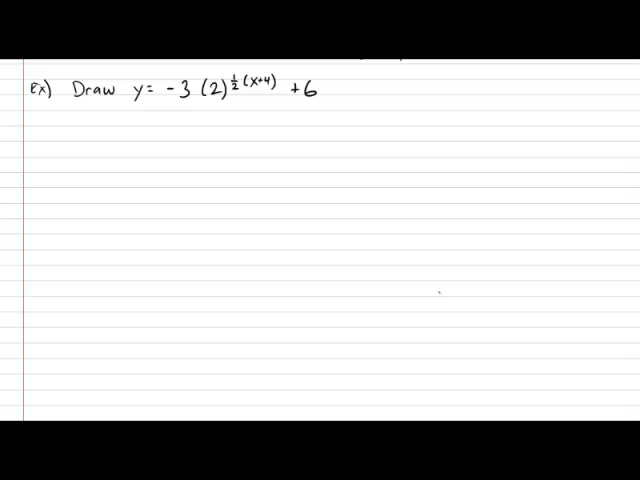 Ex) Draw y = -3 (2)^{½(x+4)} + 6